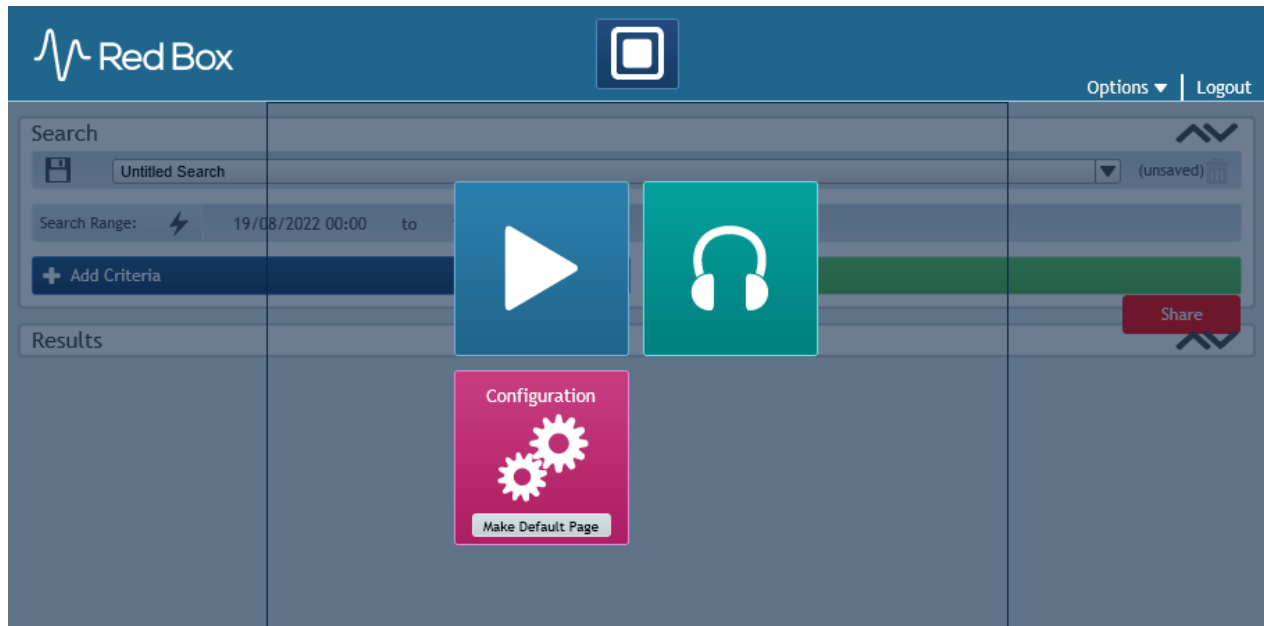 Red Box
Options Logout
Search
Untitled Search (unsaved)
Search Range: 19/08/2022 00:00 to
Add Criteria
Share
Results
Configuration
Make Default Page